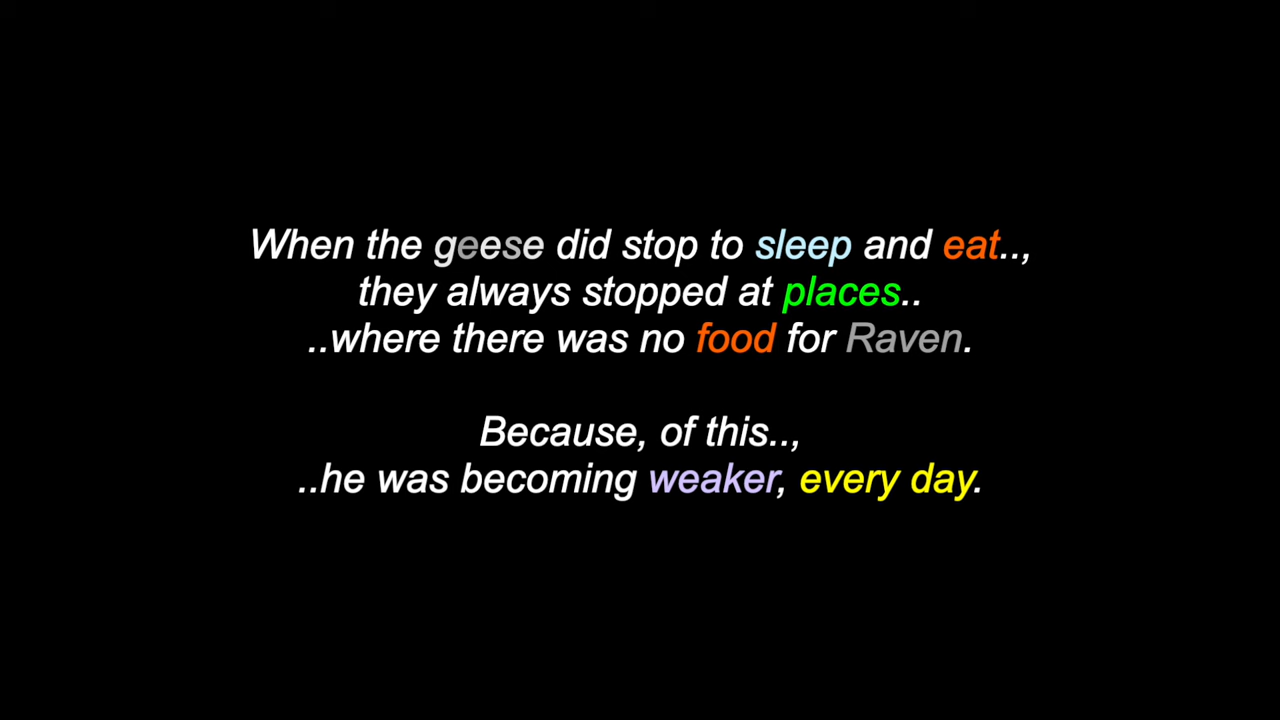 When the geese did stop to sleep and eat..,
they always stopped at places..
..where there was no food for Raven.
Because, of this..,
..he was becoming weaker, every day.